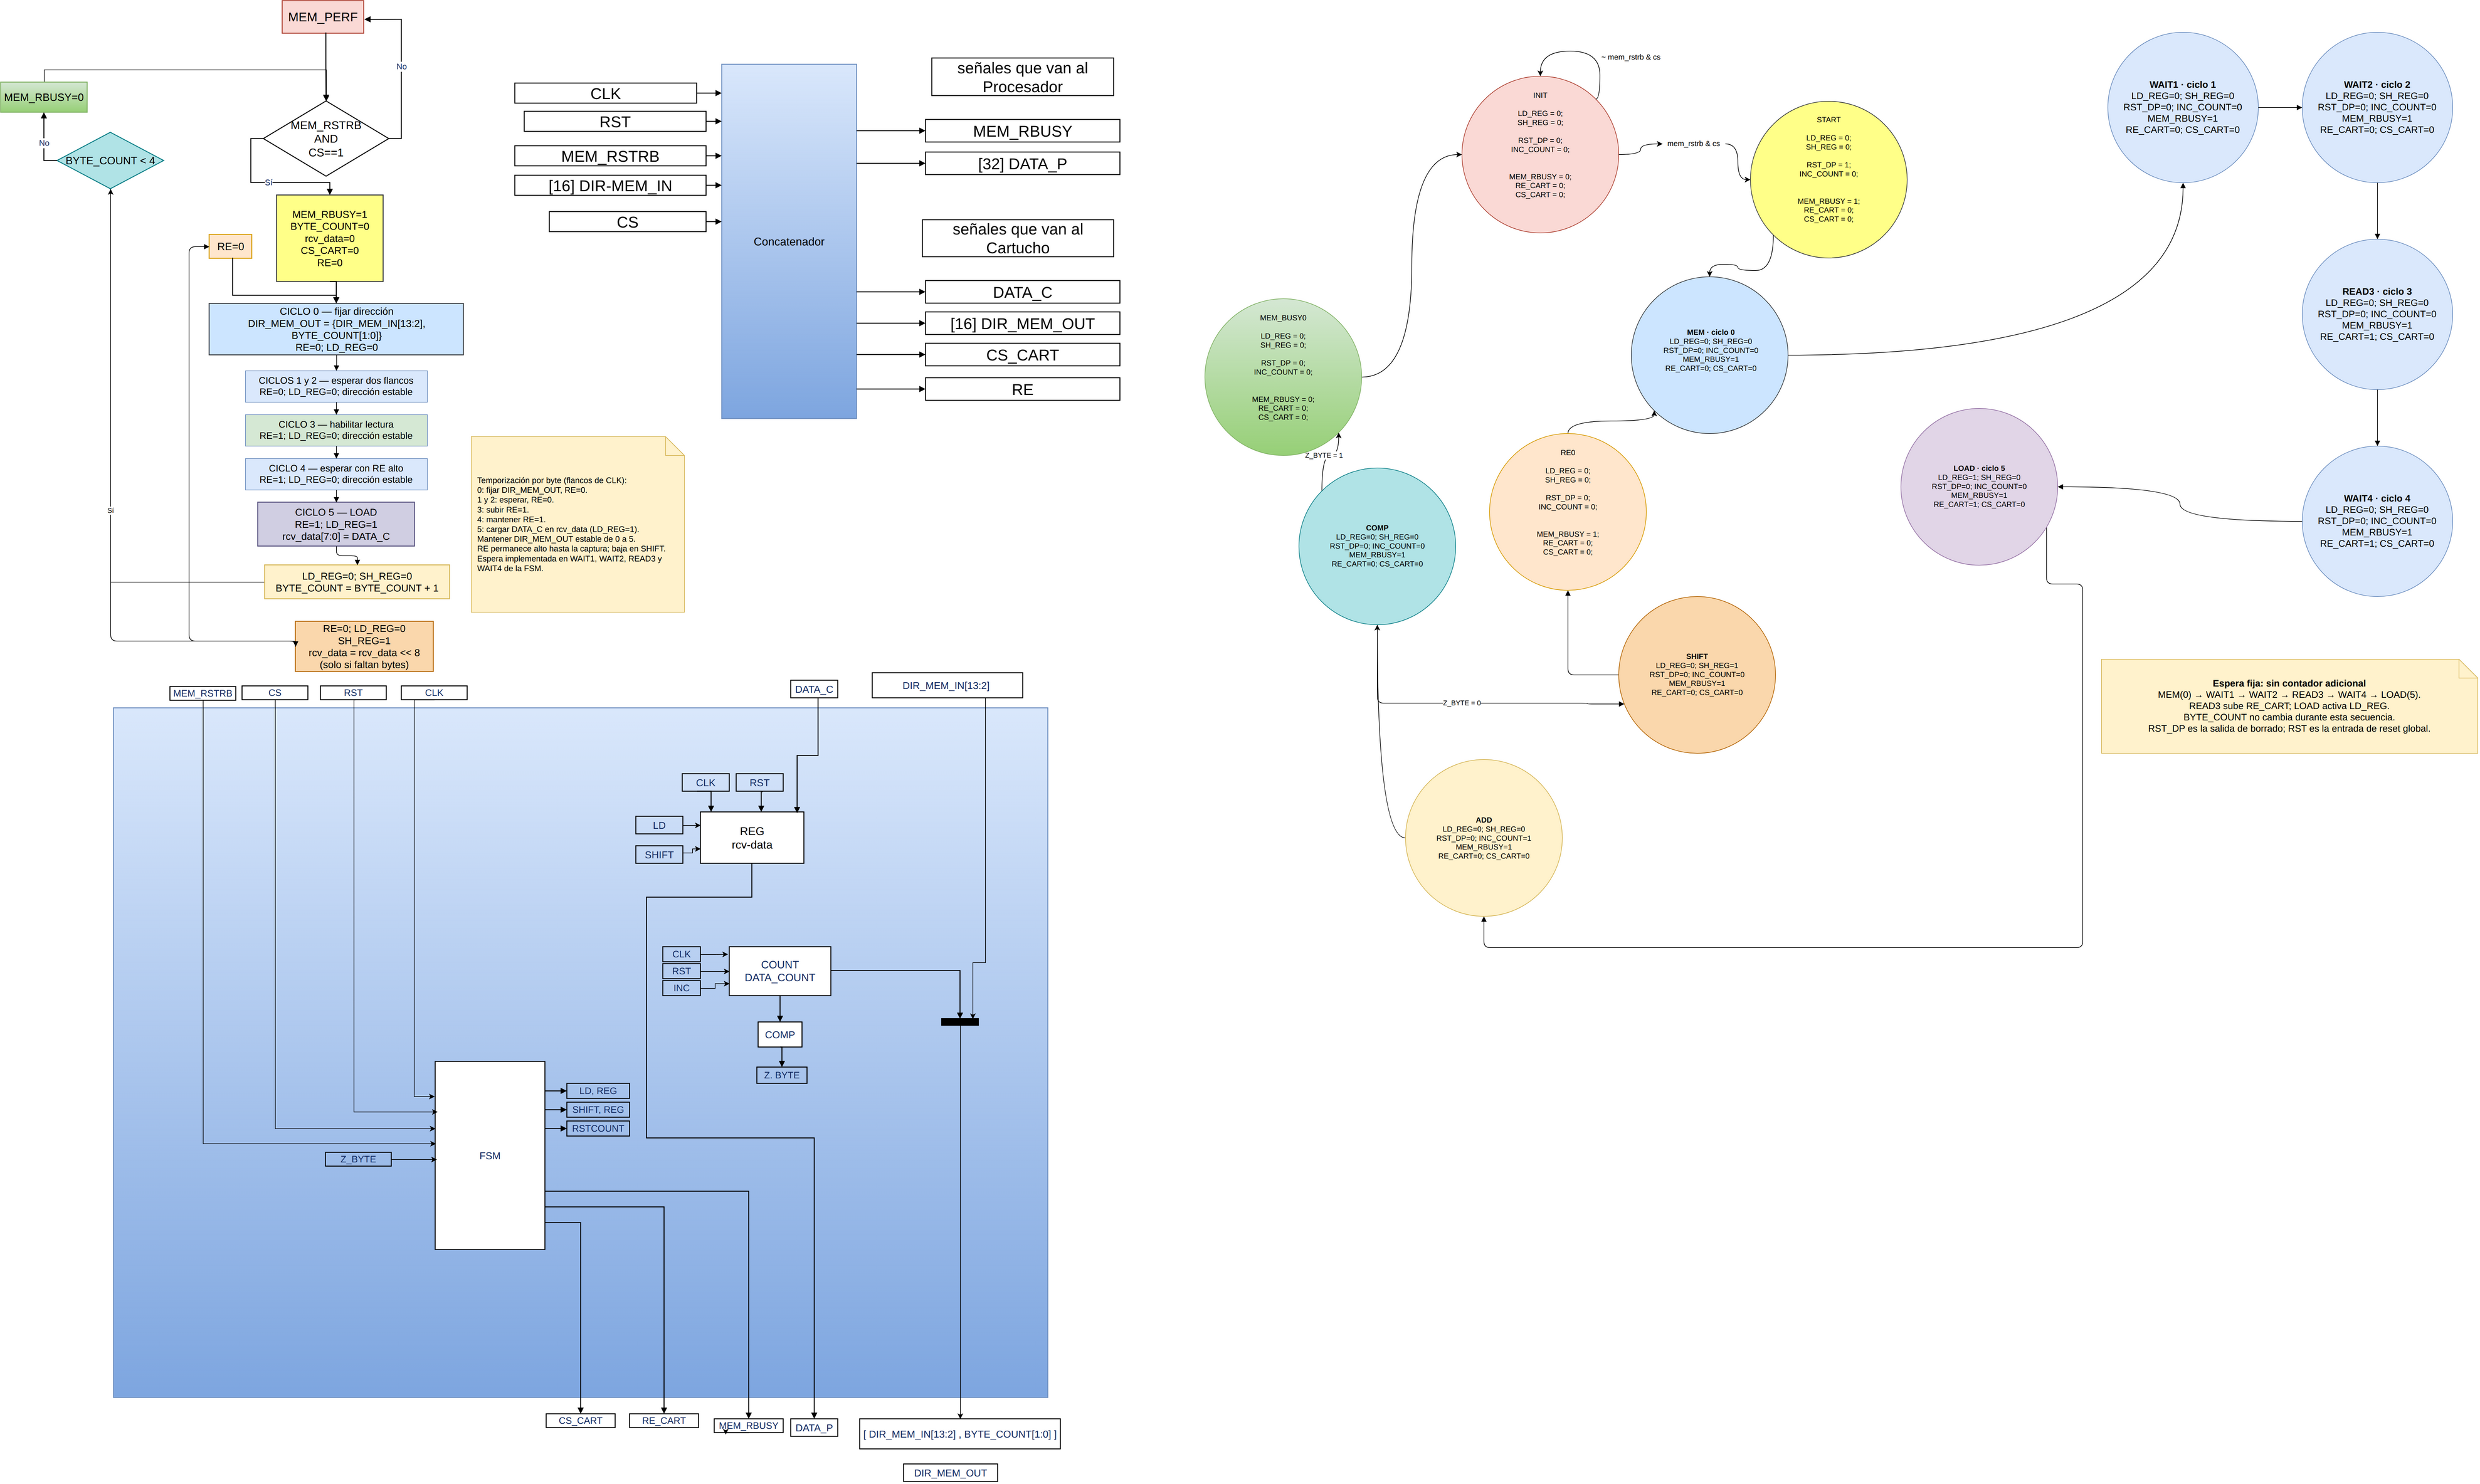 MEM_PERF
No
MEM_RBUSY=0
MEM_RSTRB
AND
CS==1
No
BYTE_COUNT < 4
Sí
MEM_RBUSY=1
BYTE_COUNT=0
rcv_data=0
CS_CART=0
RE=0
RE=0
CICLO 0 — fijar dirección
DIR_MEM_OUT = {DIR_MEM_IN[13:2],
BYTE_COUNT[1:0]}
RE=0; LD_REG=0
CICLOS 1 y 2 — esperar dos flancos
RE=0; LD_REG=0; dirección estable
CICLO 3 — habilitar lectura
RE=1; LD_REG=0; dirección estable
CICLO 4 — esperar con RE alto
RE=1; LD_REG=0; dirección estable
CICLO 5 — LOAD
RE=1; LD_REG=1
rcv_data[7:0] = DATA_C
Sí
LD_REG=0; SH_REG=0
BYTE_COUNT = BYTE_COUNT + 1
RE=0; LD_REG=0
SH_REG=1
rcv_data = rcv_data << 8
(solo si faltan bytes)
CLK
RST
MEM_RSTRB
[16] DIR-MEM_IN
CS
Concatenador
señales que van al
Procesador
MEM_RBUSY
[32] DATA_P
señales que van al
Cartucho
DATA_C
[16] DIR_MEM_OUT
CS_CART
RE
Temporización por byte (flancos de CLK):
0: fijar DIR_MEM_OUT, RE=0.
1 y 2: esperar, RE=0.
3: subir RE=1.
4: mantener RE=1.
5: cargar DATA_C en rcv_data (LD_REG=1).
Mantener DIR_MEM_OUT estable de 0 a 5.
RE permanece alto hasta la captura; baja en SHIFT.
Espera implementada en WAIT1, WAIT2, READ3 y
WAIT4 de la FSM.
MEM_RSTRB
CS
RST
CLK
DATA_C
DIR_MEM_IN[13:2]
CLK
RST
LD
SHIFT
REG
rcv-data
CLK
RST
INC
COUNT
DATA_COUNT
COMP
Z. BYTE
FSM
LD, REG
SHIFT, REG
RSTCOUNT
Z_BYTE
CS_CART
RE_CART
MEM_RBUSY
DATA_P
[ DIR_MEM_IN[13:2] , BYTE_COUNT[1:0] ]
DIR_MEM_OUT
~ mem_rstrb & cs
INIT
LD_REG = 0;
SH_REG = 0;
RST_DP = 0;
INC_COUNT = 0;
MEM_RBUSY = 0;
RE_CART = 0;
CS_CART = 0;
mem_rstrb & cs
START
LD_REG = 0;
SH_REG = 0;
RST_DP = 1;
INC_COUNT = 0;
MEM_RBUSY = 1;
RE_CART = 0;
CS_CART = 0;
MEM_BUSY0
LD_REG = 0;
SH_REG = 0;
RST_DP = 0;
INC_COUNT = 0;
MEM_RBUSY = 0;
RE_CART = 0;
CS_CART = 0;
MEM · ciclo 0
LD_REG=0; SH_REG=0
RST_DP=0; INC_COUNT=0
MEM_RBUSY=1
RE_CART=0; CS_CART=0
Z_BYTE = 1
COMP
LD_REG=0; SH_REG=0
RST_DP=0; INC_COUNT=0
MEM_RBUSY=1
RE_CART=0; CS_CART=0
RE0
LD_REG = 0;
SH_REG = 0;
RST_DP = 0;
INC_COUNT = 0;
MEM_RBUSY = 1;
RE_CART = 0;
CS_CART = 0;
SHIFT
LD_REG=0; SH_REG=1
RST_DP=0; INC_COUNT=0
MEM_RBUSY=1
RE_CART=0; CS_CART=0
Z_BYTE = 0
ADD
LD_REG=0; SH_REG=0
RST_DP=0; INC_COUNT=1
MEM_RBUSY=1
RE_CART=0; CS_CART=0
LOAD · ciclo 5
LD_REG=1; SH_REG=0
RST_DP=0; INC_COUNT=0
MEM_RBUSY=1
RE_CART=1; CS_CART=0
WAIT1 · ciclo 1
LD_REG=0; SH_REG=0
RST_DP=0; INC_COUNT=0
MEM_RBUSY=1
RE_CART=0; CS_CART=0
WAIT2 · ciclo 2
LD_REG=0; SH_REG=0
RST_DP=0; INC_COUNT=0
MEM_RBUSY=1
RE_CART=0; CS_CART=0
READ3 · ciclo 3
LD_REG=0; SH_REG=0
RST_DP=0; INC_COUNT=0
MEM_RBUSY=1
RE_CART=1; CS_CART=0
WAIT4 · ciclo 4
LD_REG=0; SH_REG=0
RST_DP=0; INC_COUNT=0
MEM_RBUSY=1
RE_CART=1; CS_CART=0
Espera fija: sin contador adicional
MEM(0) → WAIT1 → WAIT2 → READ3 → WAIT4 → LOAD(5).
READ3 sube RE_CART; LOAD activa LD_REG.
BYTE_COUNT no cambia durante esta secuencia.
RST_DP es la salida de borrado; RST es la entrada de reset global.